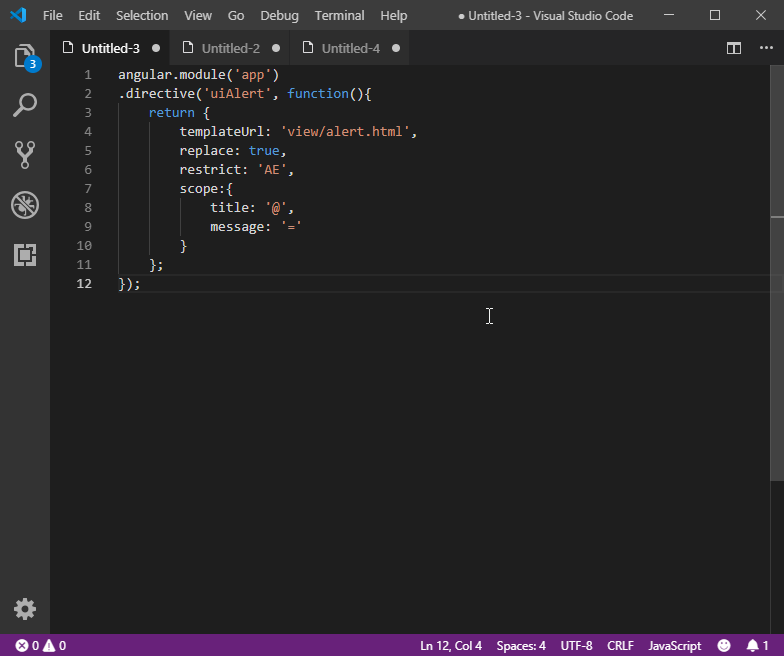 File Edit Selection View Go Debug Terminal Help ● Untitled-3 - Visual Studio Code
Untitled-3 Untitled-2 Untitled-4
3
1 angular.module('app')
2 .directive('uiAlert', function(){
3 return {
4 templateUrl: 'view/alert.html',
5 replace: true,
6 restrict: 'AE',
7 scope:{
8 title: '@',
9 message: '='
10 }
11 };
12 });
0 0 Ln 12, Col 4 Spaces: 4 UTF-8 CRLF JavaScript 1